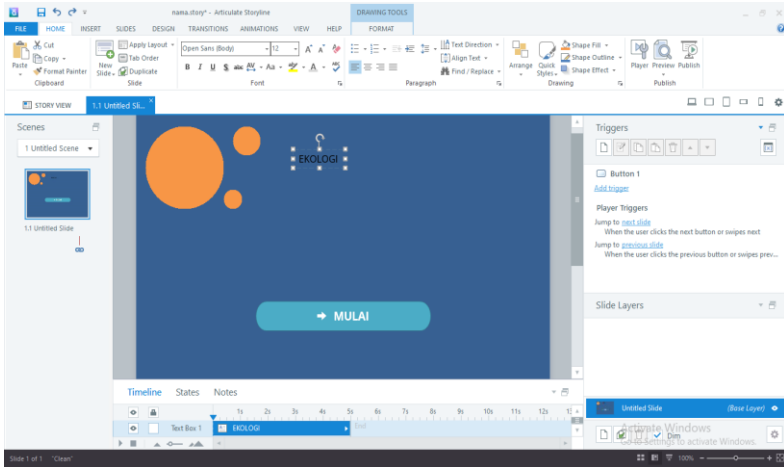 nama.story* - Articulate Storyline
DRAWING TOOLS
FILE HOME INSERT SLIDES DESIGN TRANSITIONS ANIMATIONS VIEW HELP FORMAT
Paste
Cut
Copy
Format Painter
Clipboard
New Slide
Apply Layout
Tab Order
Duplicate
Slide
Open Sans (Body) 12
B I U S abc AV Aa A
Font
Text Direction
Align Text
Find / Replace
Paragraph
Arrange
Quick Styles
Shape Fill
Shape Outline
Shape Effect
Drawing
Player Preview Publish
Publish
STORY VIEW
1.1 Untitled Sli...
Scenes
1 Untitled Scene
1.1 Untitled Slide
EKOLOGI
MULAI
Triggers
Button 1
Add trigger
Player Triggers
Jump to next slide
When the user clicks the next button or swipes next
Jump to previous slide
When the user clicks the previous button or swipes prev...
Slide Layers
Untitled Slide (Base Layer)
Dim
Activate Windows
Go to Settings to activate Windows.
Timeline States Notes
1s 2s 3s 4s 5s 6s 7s 8s 9s 10s 11s 12s
Text Box 1 EKOLOGI End
Slide 1 of 1 "Clean"
100%